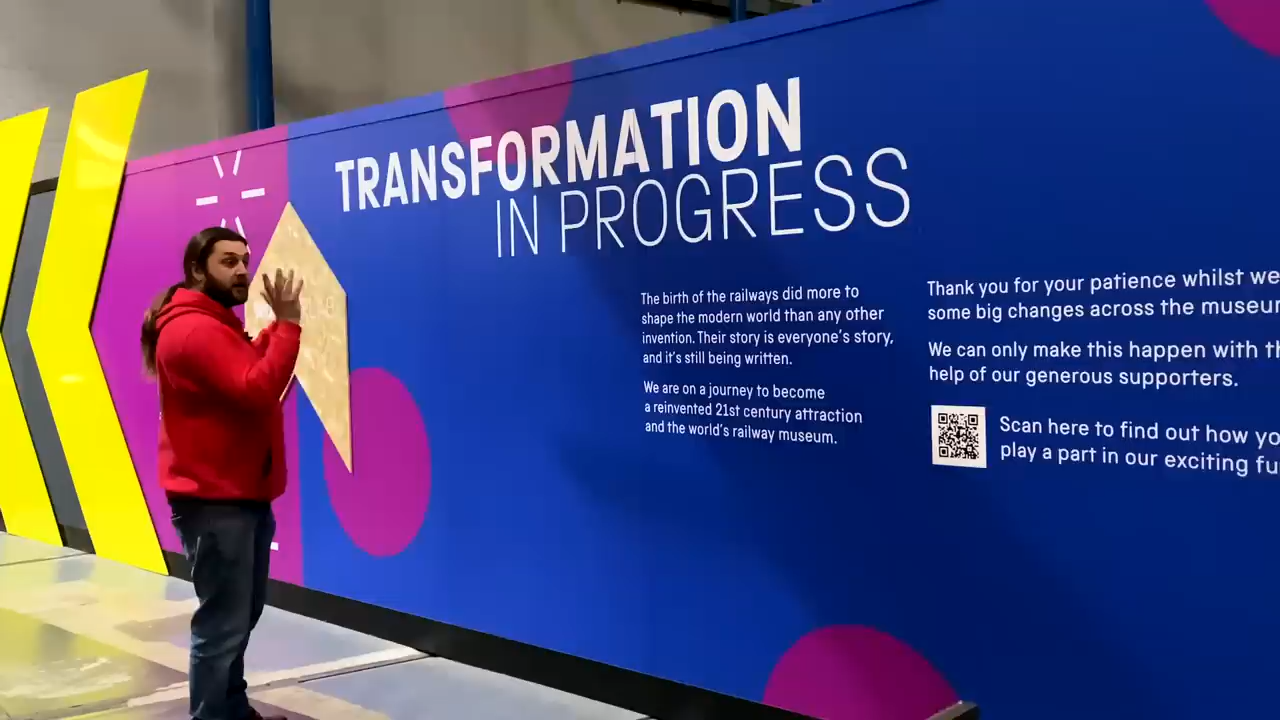 TRANSFORMATION
IN PROGRESS
The birth of the railways did more to
shape the modern world than any other
invention. Their story is everyone's story,
and it's still being written.
We are on a journey to become
a reinvented 21st century attraction
and the world's railway museum.
Thank you for your patience whilst we
some big changes across the museu
We can only make this happen with th
help of our generous supporters.
Scan here to find out how yo
play a part in our exciting fu